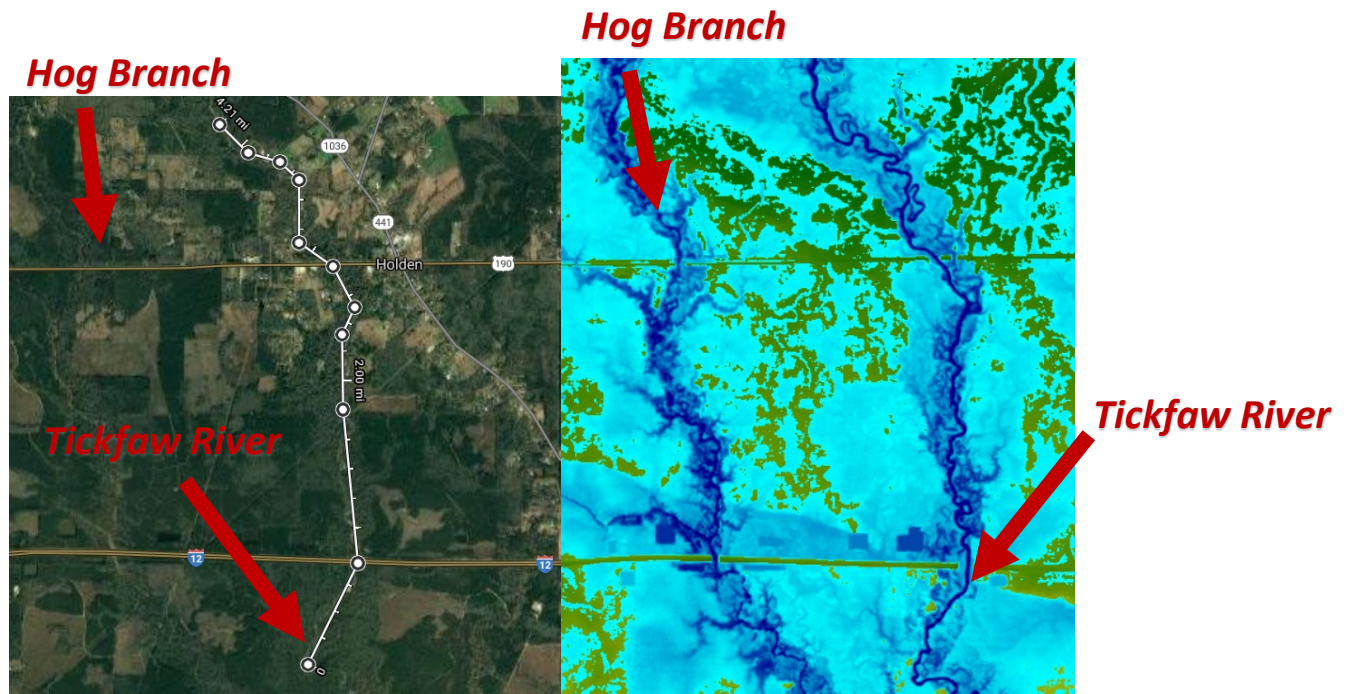 Hog Branch
Hog Branch
4.21 mi
1036
441
Holden
190
2.00 mi
Tickfaw River
Tickfaw River
12
12
0